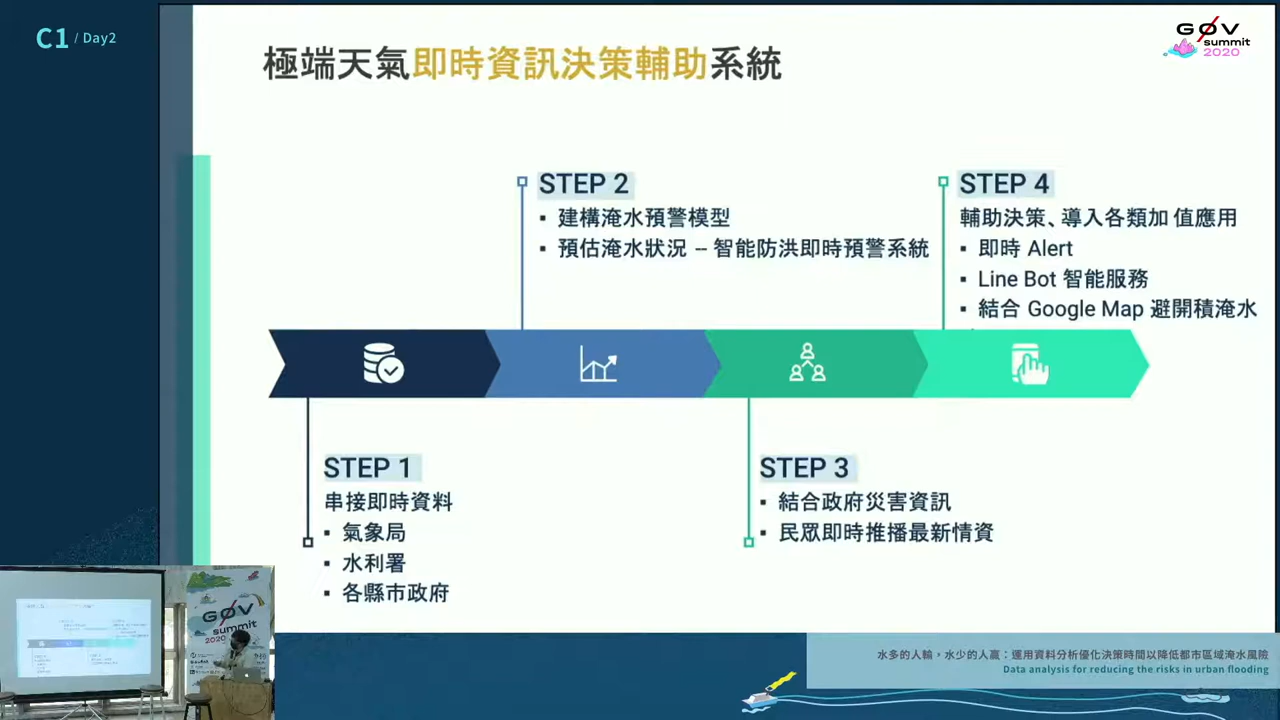 C1 / Day2
GØV
summit
2020
極端天氣即時資訊決策輔助系統
STEP 2
▪ 建構淹水預警模型
▪ 預估淹水狀況 -- 智能防洪即時預警系統
STEP 4
輔助決策、導入各類加值應用
▪ 即時 Alert
▪ Line Bot 智能服務
▪ 結合 Google Map 避開積淹水
STEP 1
串接即時資料
▪ 氣象局
▪ 水利署
▪ 各縣市政府
STEP 3
▪ 結合政府災害資訊
▪ 民眾即時推播最新情資
GØV
summit
2020
水多的人輸，水少的人贏：運用資料分析優化決策時間以降低都市區域淹水風險
Data analysis for reducing the risks in urban flooding